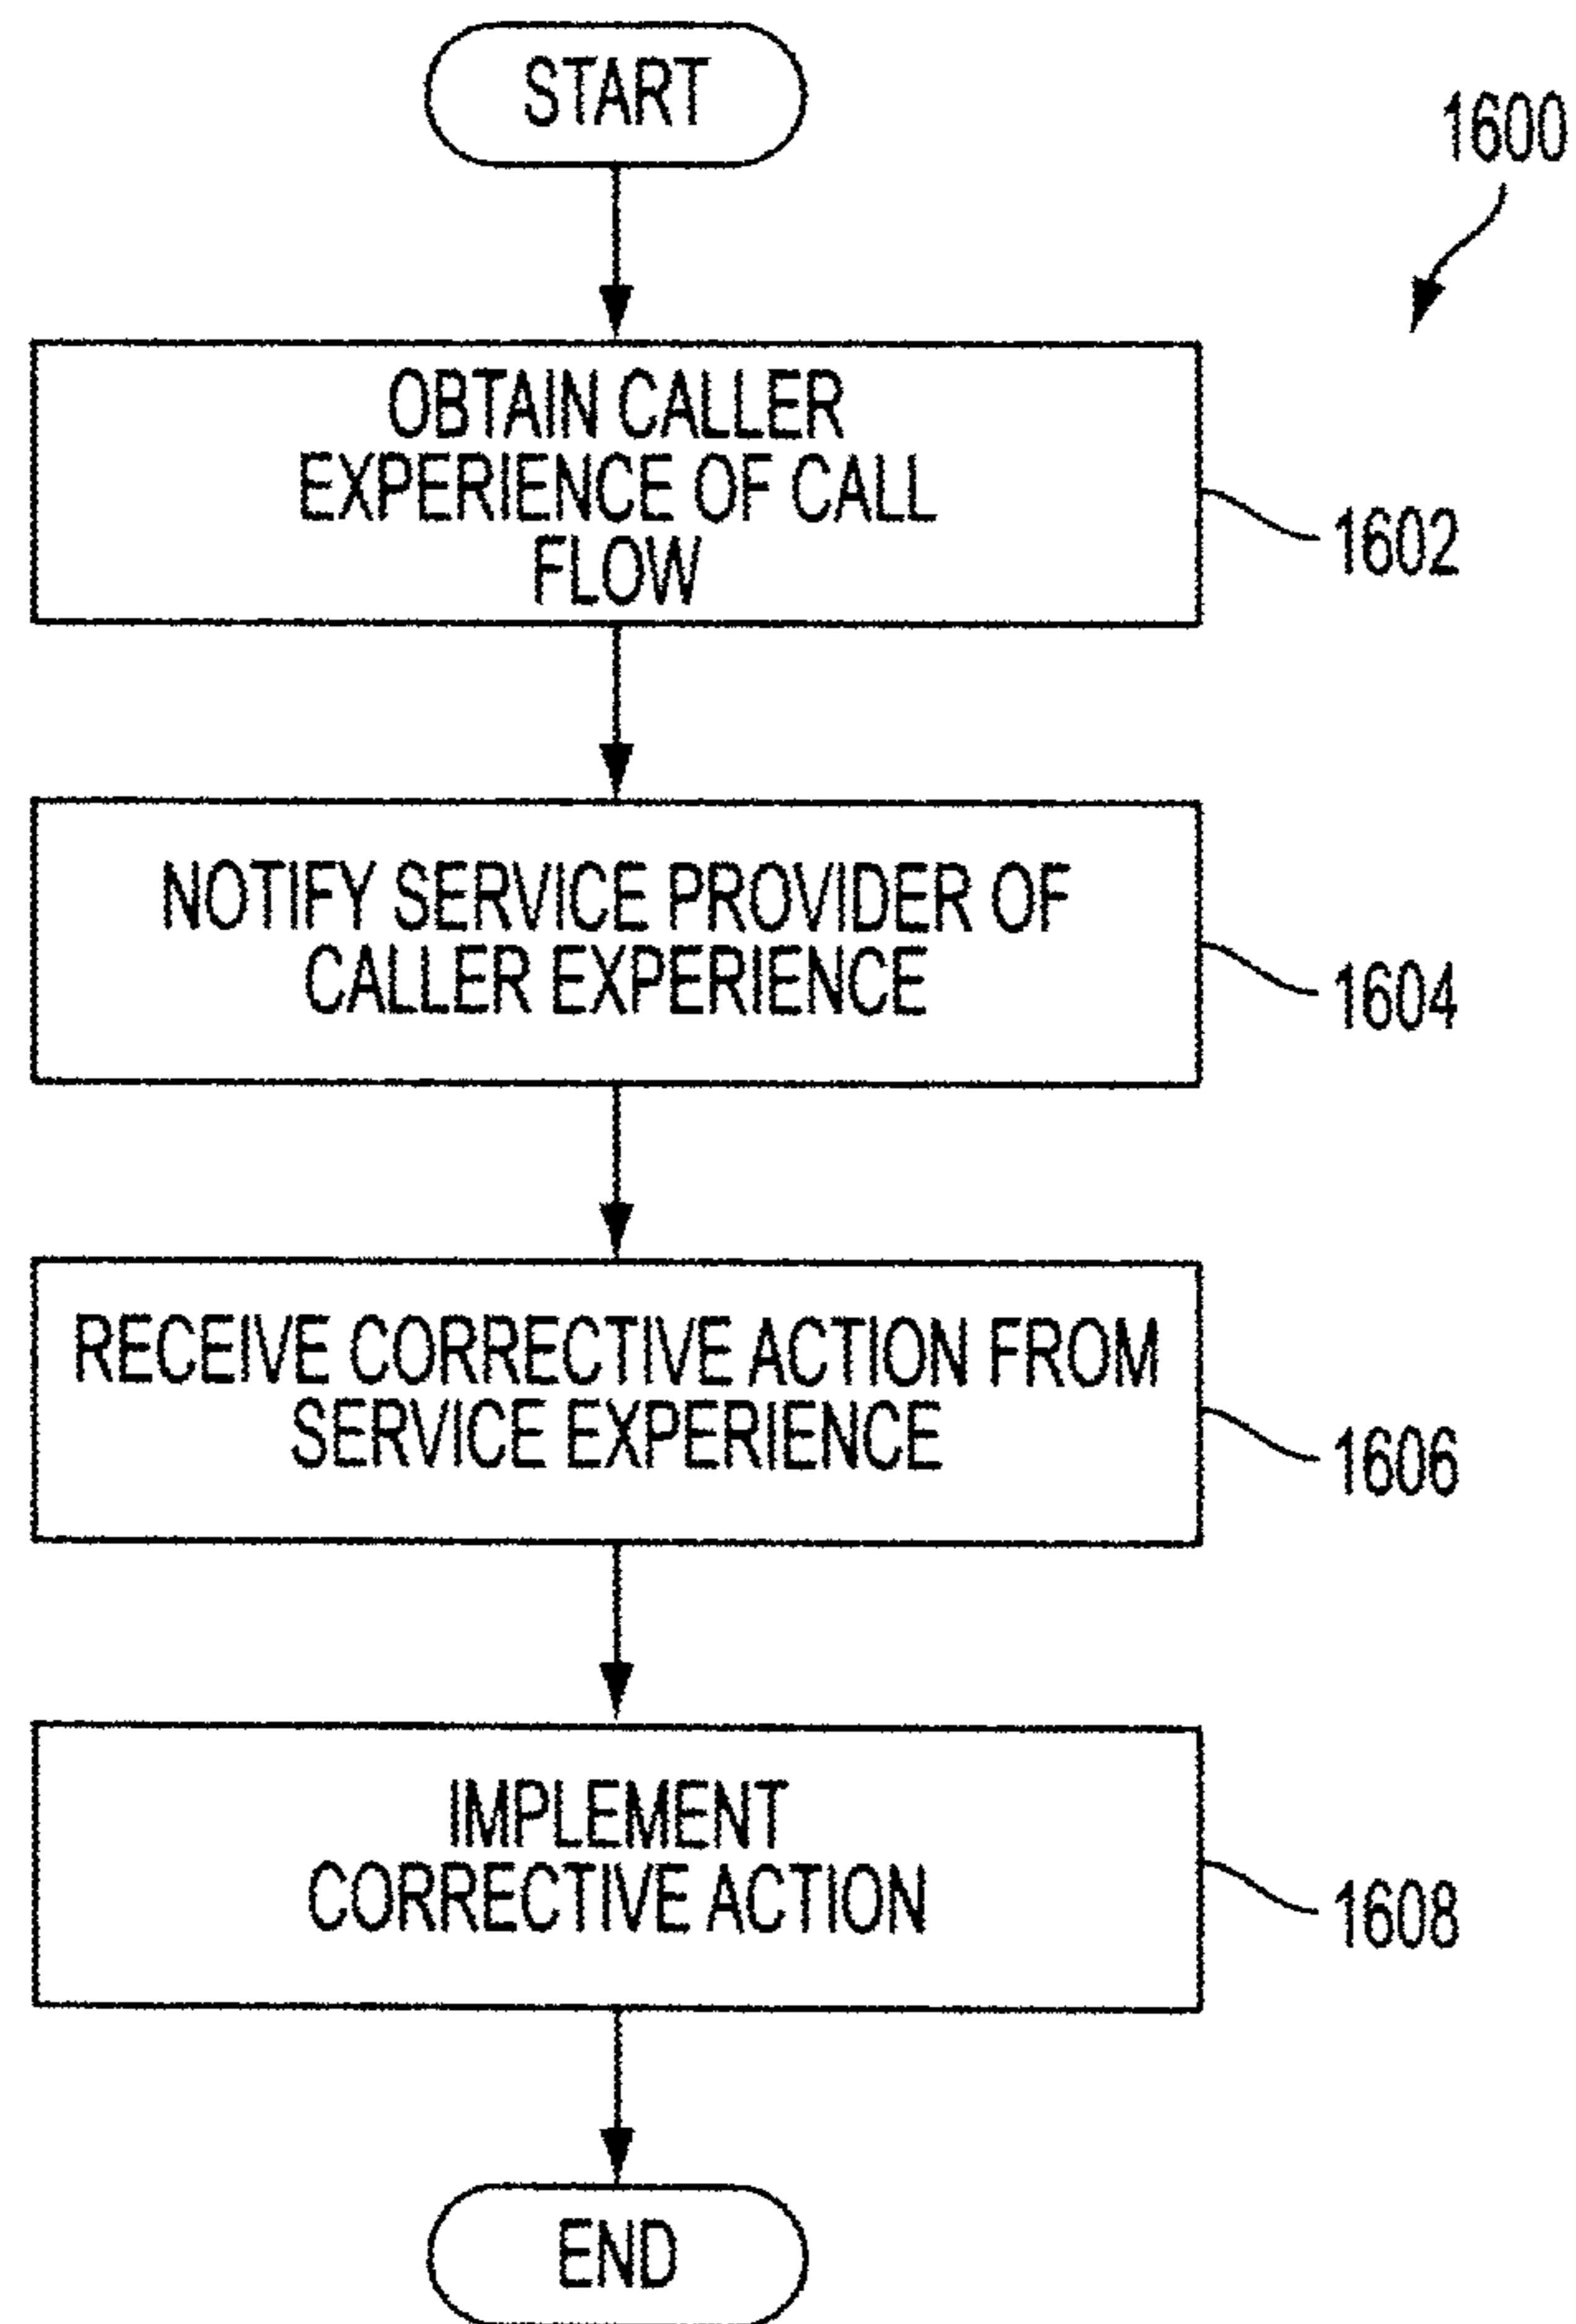 START
1600
OBTAIN CALLER
EXPERIENCE OF CALL
FLOW
1602
NOTIFY SERVICE PROVIDER OF
CALLER EXPERIENCE
1604
RECEIVE CORRECTIVE ACTION FROM
SERVICE EXPERIENCE
1606
IMPLEMENT
CORRECTIVE ACTION
1608
END